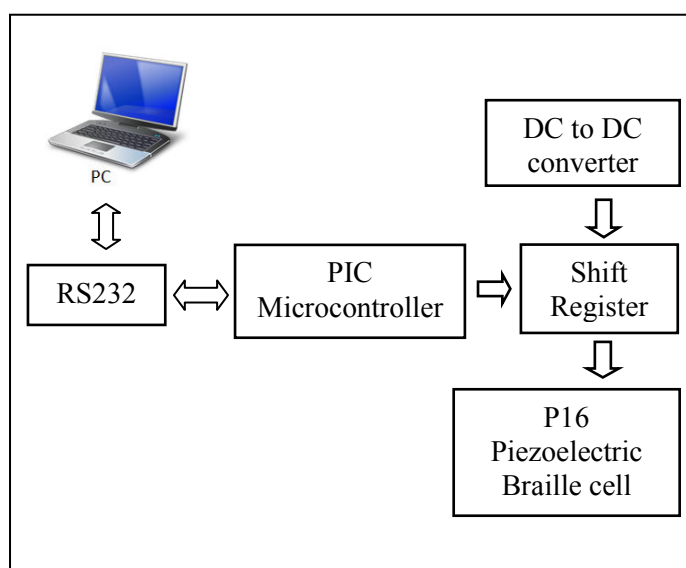 PC
DC to DC
converter
RS232
PIC
Microcontroller
Shift
Register
P16
Piezoelectric
Braille cell